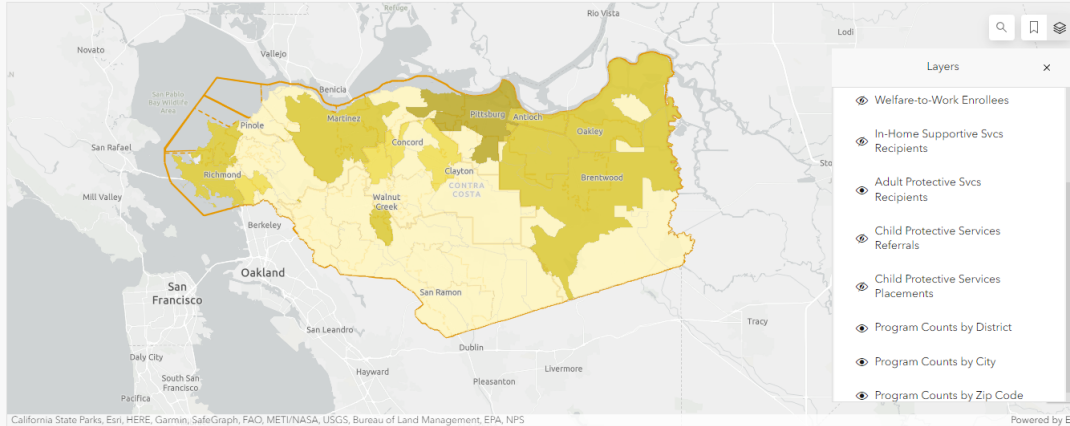 Refuge
Rio Vista
Lodi
Novato
Vallejo
Layers
San Pablo
Bay Wildlife
Area
Benicia
Welfare-to-Work Enrollees
Pinole
Martinez
Pittsburg
Antioch
Oakley
In-Home Supportive Svcs
Recipients
San Rafael
Concord
Richmond
Clayton
Brentwood
Sto
Adult Protective Svcs
Recipients
CONTRA
COSTA
Mill Valley
Walnut
Creek
Berkeley
Child Protective Services
Referrals
Oakland
San
Francisco
San Ramon
Child Protective Services
Placements
San Leandro
Tracy
Program Counts by District
Daly City
Dublin
Hayward
Livermore
Program Counts by City
South San
Francisco
Pleasanton
Pacifica
Program Counts by Zip Code
California State Parks, Esri, HERE, Garmin, SafeGraph, FAO, METI/NASA, USGS, Bureau of Land Management, EPA, NPS
Powered by E